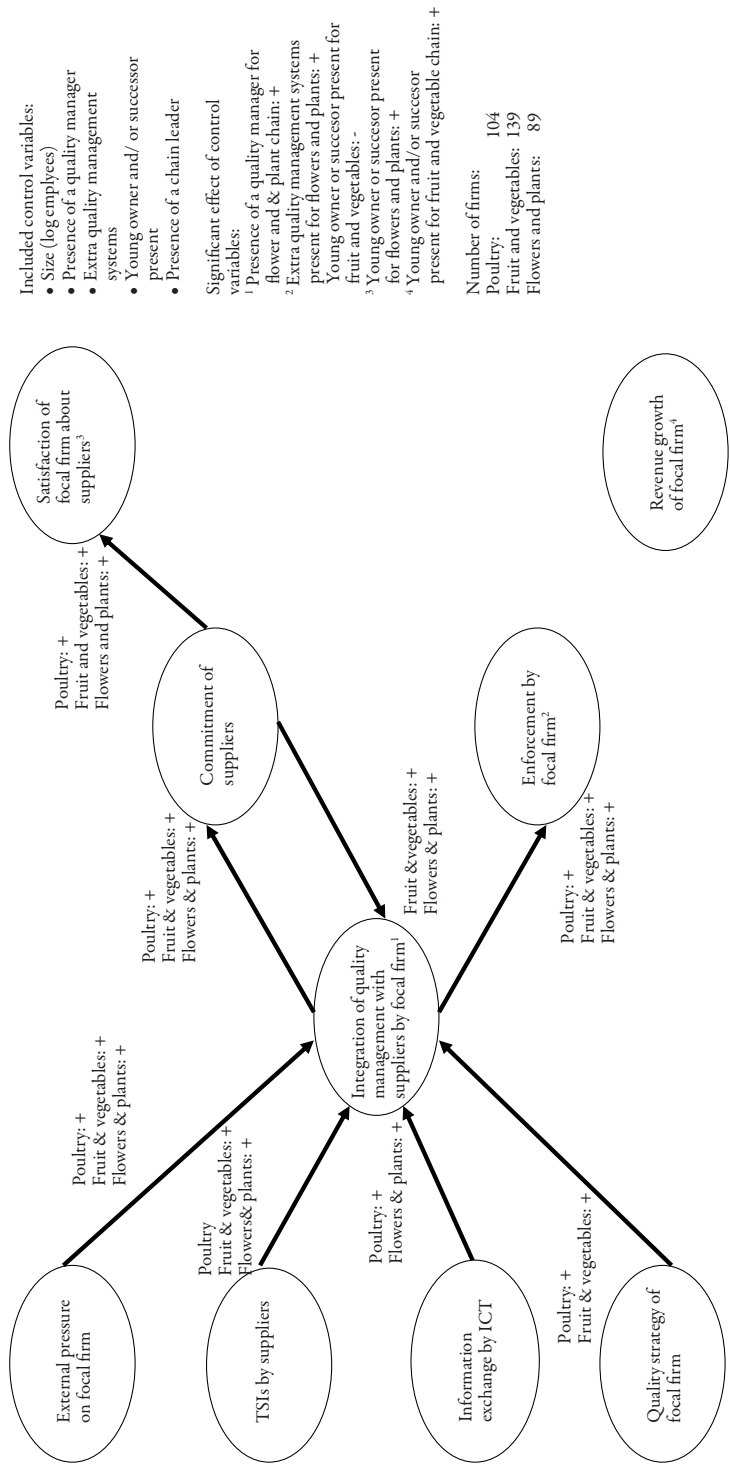 External pressure
on focal firm
TSIs by suppliers
Information
exchange by ICT
Quality strategy of
focal firm
Poultry: +
Fruit & vegetables: +
Flowers & plants: +
Poultry
Fruit & vegetables: +
Flowers& plants: +
Poultry: +
Flowers & plants: +
Poultry: +
Fruit & vegetables: +
Integration of quality
management with
suppliers by focal firm¹
Poultry: +
Fruit & vegetables: +
Flowers & plants: +
Fruit &vegetables: +
Flowers & plants: +
Poultry: +
Fruit & vegetables: +
Flowers & plants: +
Commitment of
suppliers
Enforcement by
focal firm²
Poultry: +
Fruit and vegetables: +
Flowers and plants: +
Satisfaction of
focal firm about
suppliers³
Revenue growth
of focal firm⁴
Included control variables:
• Size (log emplyees)
• Presence of a quality manager
• Extra quality management
systems
• Young owner and/ or successor
present
• Presence of a chain leader
Significant effect of control
variables:
¹ Presence of a quality manager for
flower and & plant chain: +
² Extra quality management systems
present for flowers and plants: +
Young owner or succesor present for
fruit and vegetables: -
³ Young owner or succesor present
for flowers and plants: +
⁴ Young owner and/or succesor
present for fruit and vegetable chain: +
Number of firms:
Poultry: 104
Fruit and vegetables: 139
Flowers and plants: 89